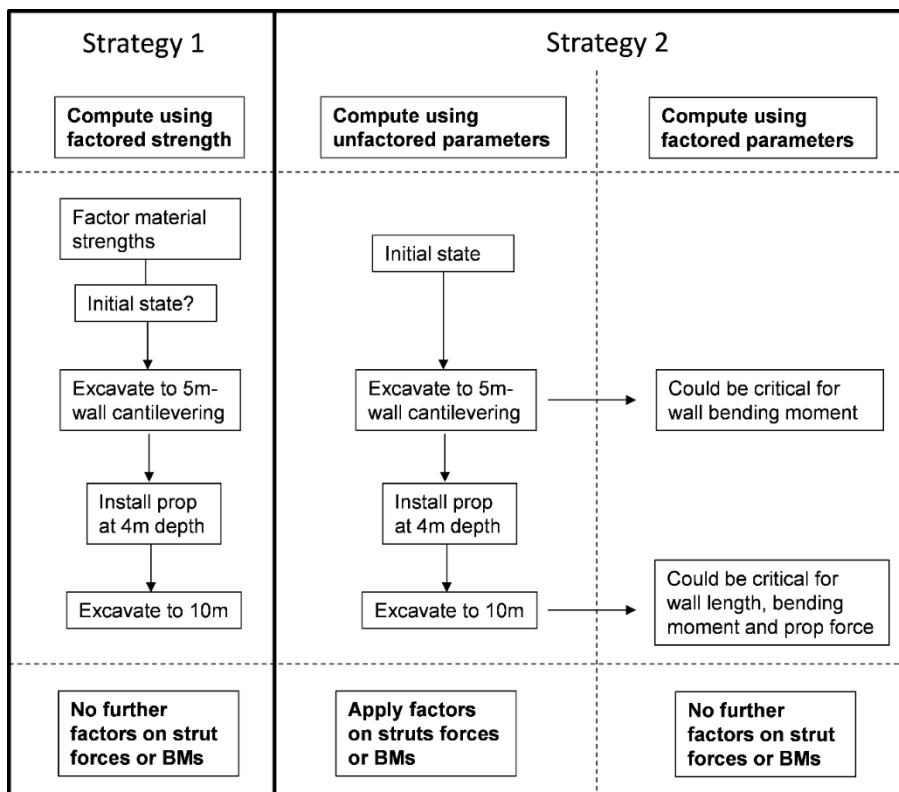 Strategy 1
Strategy 2
Compute using
factored strength
Compute using
unfactored parameters
Compute using
factored parameters
Factor material
strengths
Initial state?
Excavate to 5m-
wall cantilevering
Install prop
at 4m depth
Excavate to 10m
Initial state
Excavate to 5m-
wall cantilevering
Install prop
at 4m depth
Excavate to 10m
Could be critical for
wall bending moment
Could be critical for
wall length, bending
moment and prop force
No further
factors on strut
forces or BMs
Apply factors
on struts forces
or BMs
No further
factors on strut
forces or BMs